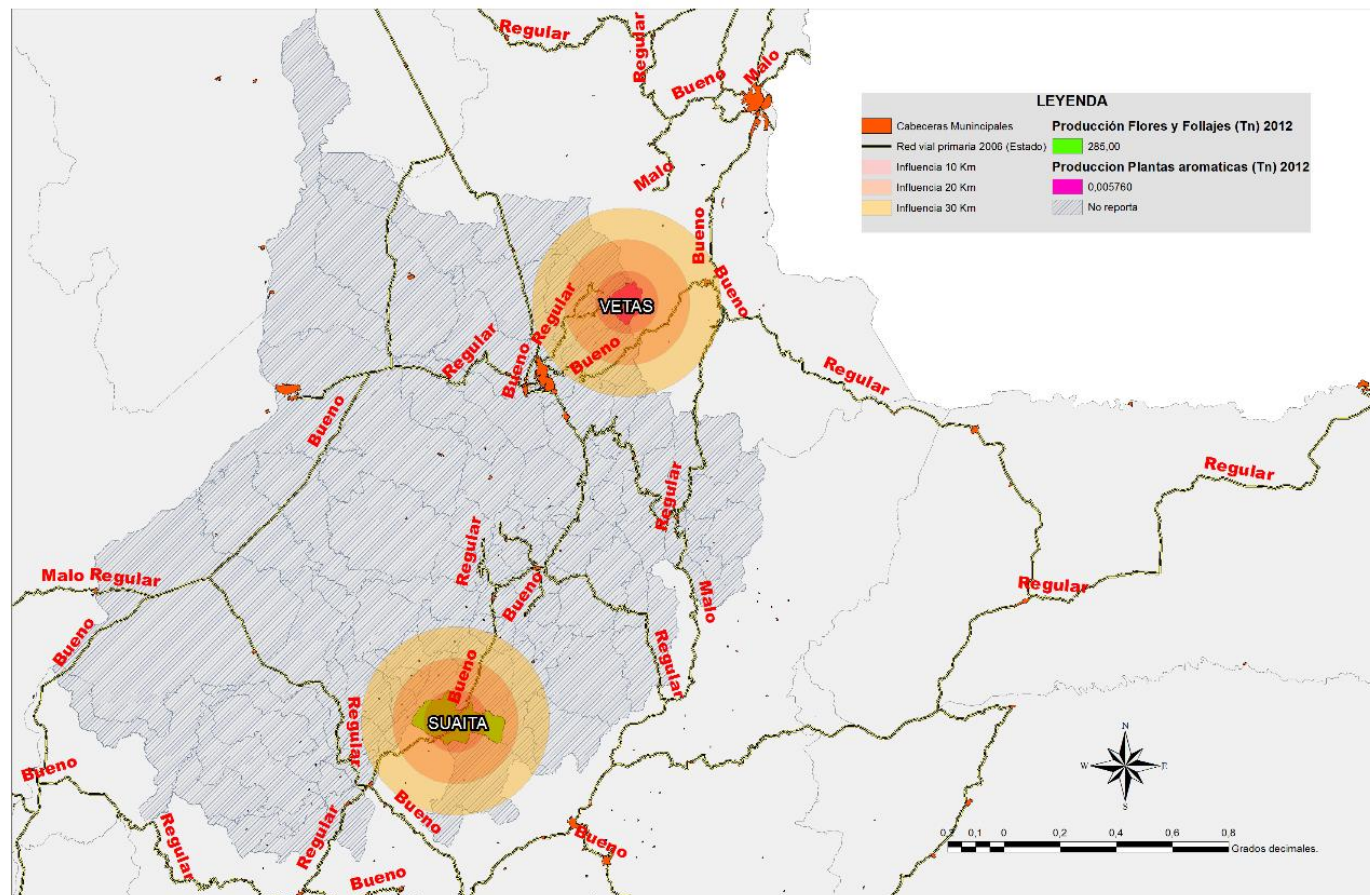 Regular
Regular
Bueno
Malo
Malo
Bueno
Bueno
LEYENDA
Cabeceras Munincipales
Red vial primaria 2006 (Estado)
Influencia 10 Km
Influencia 20 Km
Influencia 30 Km
Producción Flores y Follajes (Tn) 2012
285,00
Produccion Plantas aromaticas (Tn) 2012
0,005760
No reporta
VETAS
Regular
Regular
Bueno
Bueno
Regular
Bueno
Regular
Regular
Regular
Malo Regular
Bueno
Bueno
Malo
Regular
Regular
Bueno
SUAITA
Regular
Bueno
Regular
Regular
Bueno
Bueno
Bueno
N
W
E
S
0,2 0,1 0 0,2 0,4 0,6 0,8
Grados decimales.